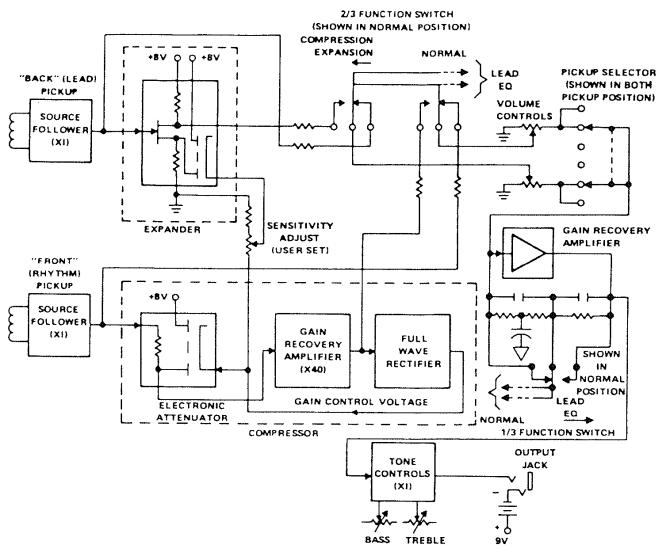 2/3 FUNCTION SWITCH
(SHOWN IN NORMAL POSITION)
COMPRESSION
EXPANSION
NORMAL
LEAD
EQ
PICKUP SELECTOR
(SHOWN IN BOTH
PICKUP POSITION)
VOLUME
CONTROLS
+8V
+8V
"BACK" (LEAD)
PICKUP
SOURCE
FOLLOWER
(X1)
EXPANDER
SENSITIVITY
ADJUST
(USER SET)
GAIN RECOVERY
AMPLIFIER
"FRONT"
(RHYTHM)
PICKUP
SOURCE
FOLLOWER
(X1)
+8V
GAIN
RECOVERY
AMPLIFIER
(X40)
FULL
WAVE
RECTIFIER
ELECTRONIC
ATTENUATOR
GAIN CONTROL VOLTAGE
COMPRESSOR
SHOWN
IN
NORMAL
POSITION
NORMAL
LEAD
EQ
1/3 FUNCTION SWITCH
TONE
CONTROLS
(X1)
OUTPUT
JACK
−
+
9V
BASS
TREBLE